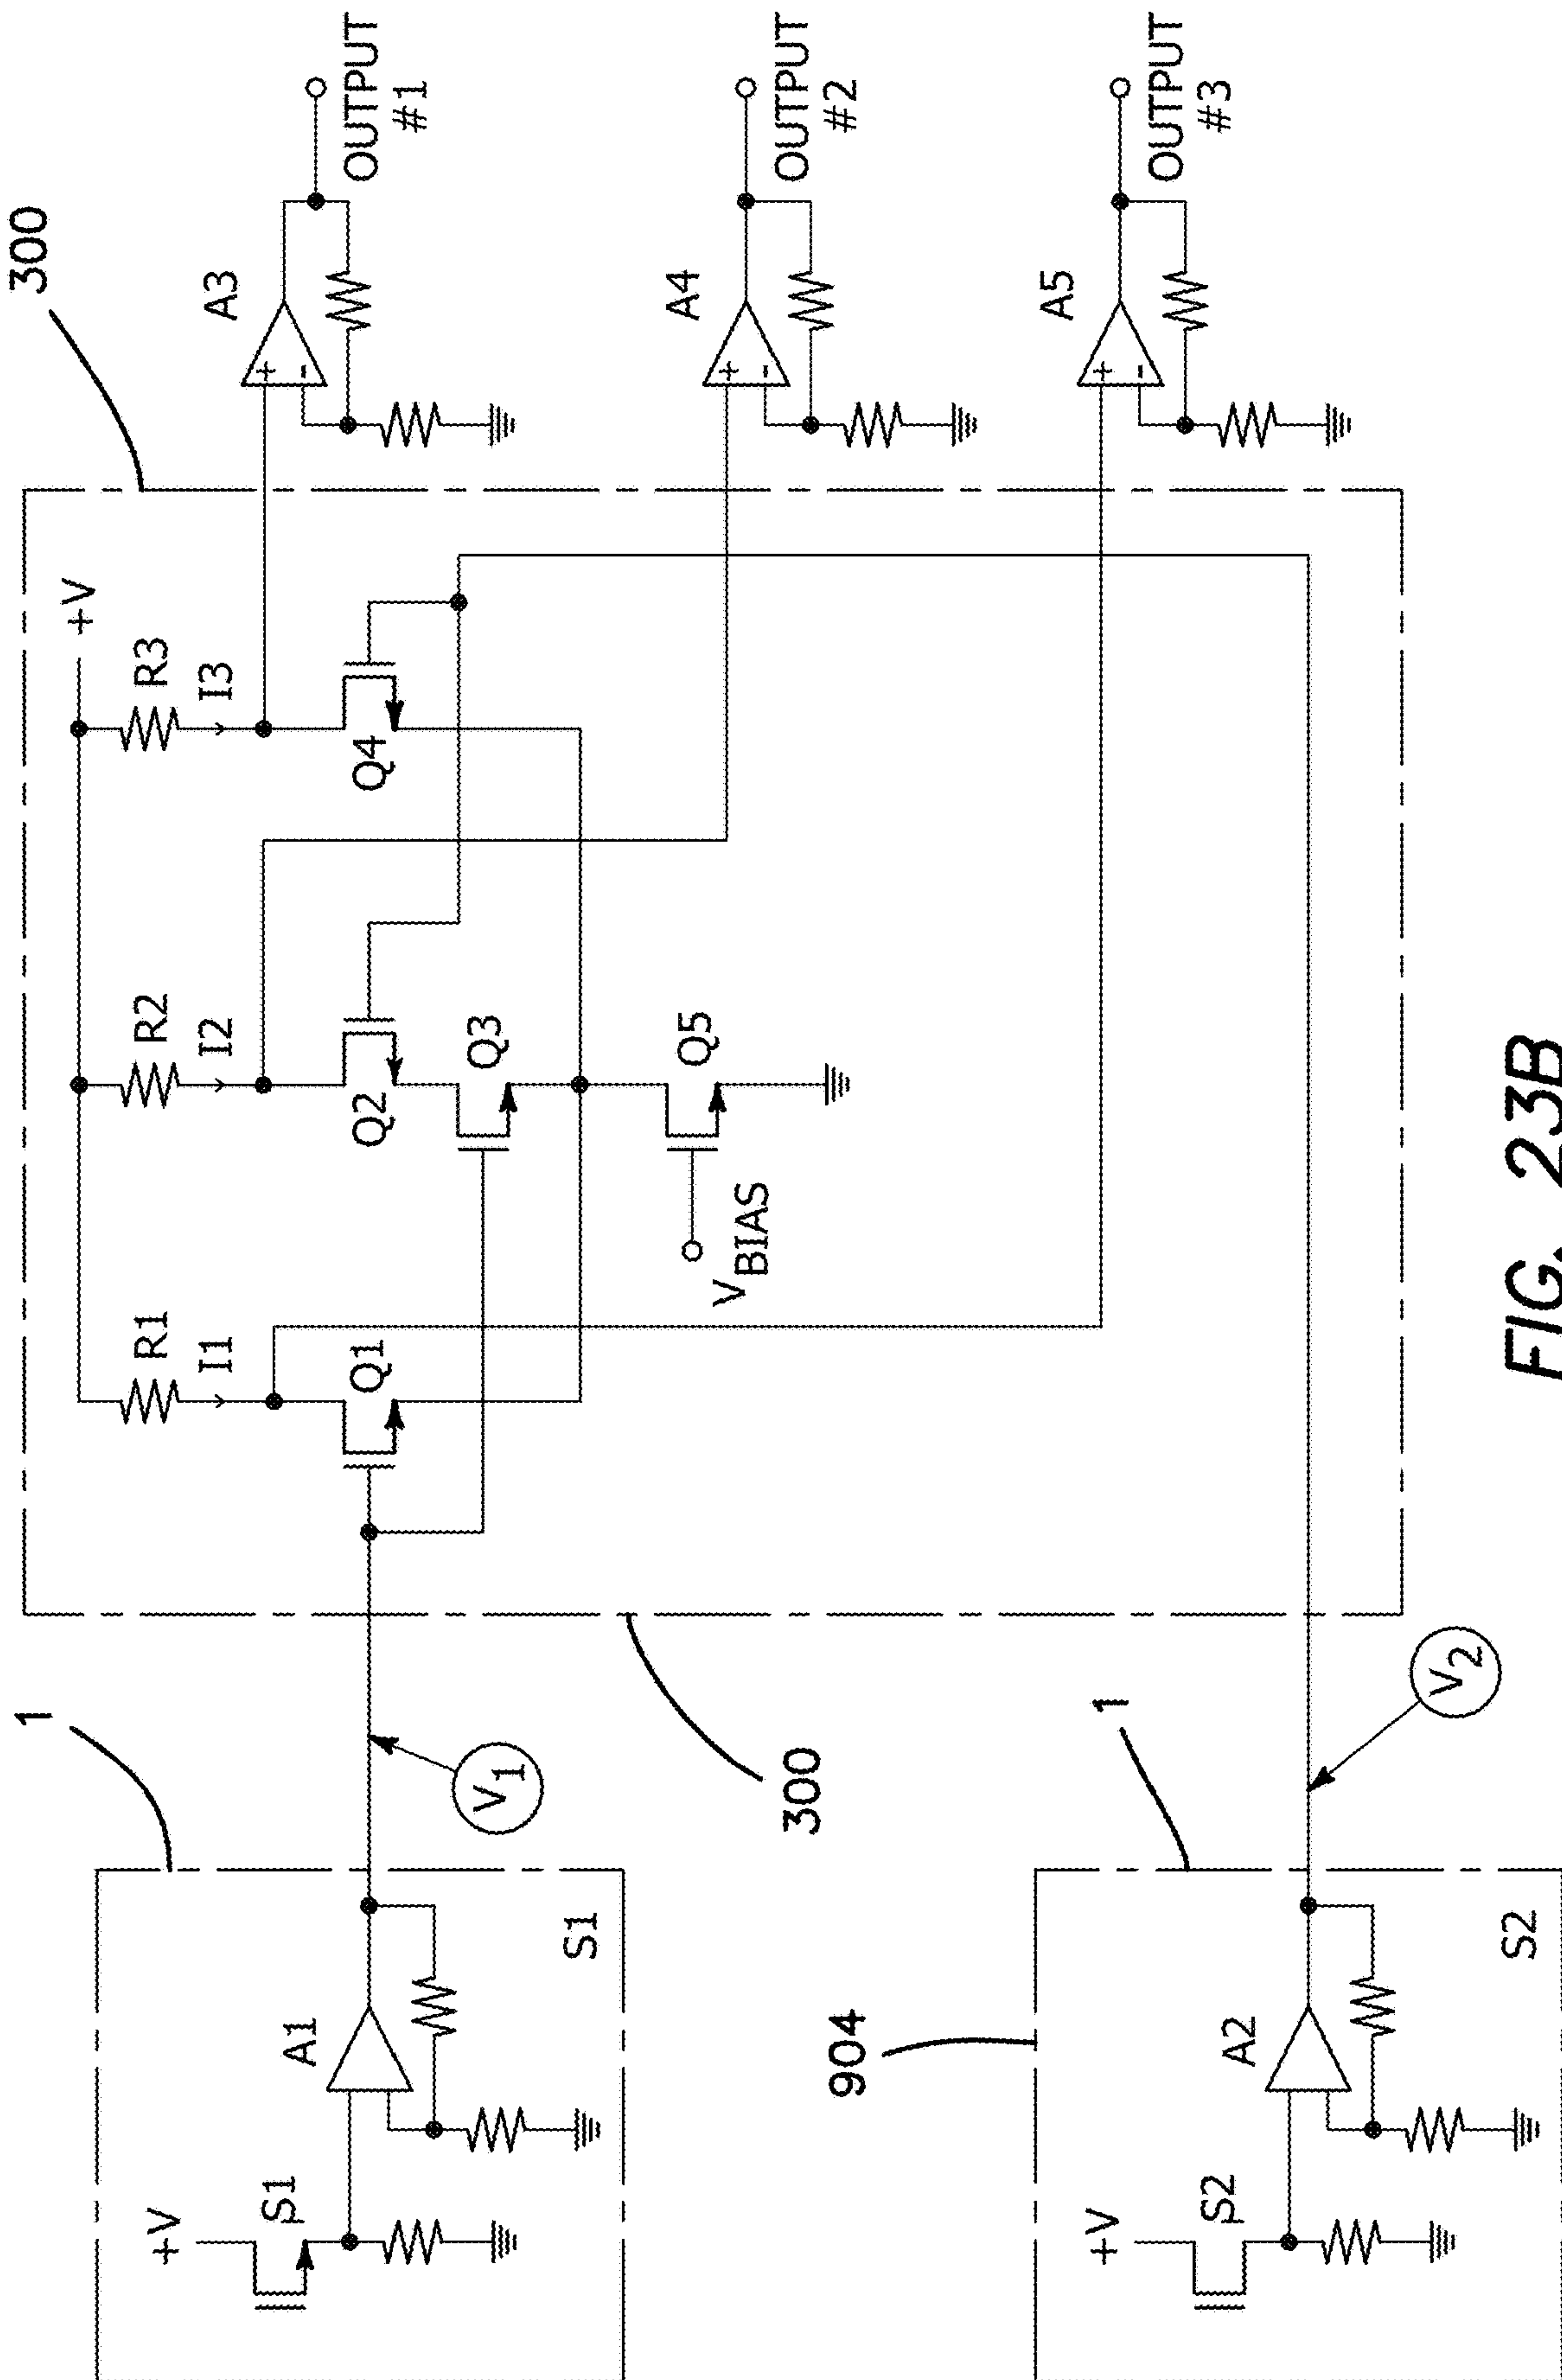 300
+V
R1
R2
R3
I1
I2
I3
A3
+
-
OUTPUT
#1
Q1
Q2
Q3
Q4
Q5
V BIAS
A4
+
-
OUTPUT
#2
A5
+
-
OUTPUT
#3
1
+V
S1
A1
S1
V1
300
904
1
+V
S2
A2
S2
V2
FIG. 23B